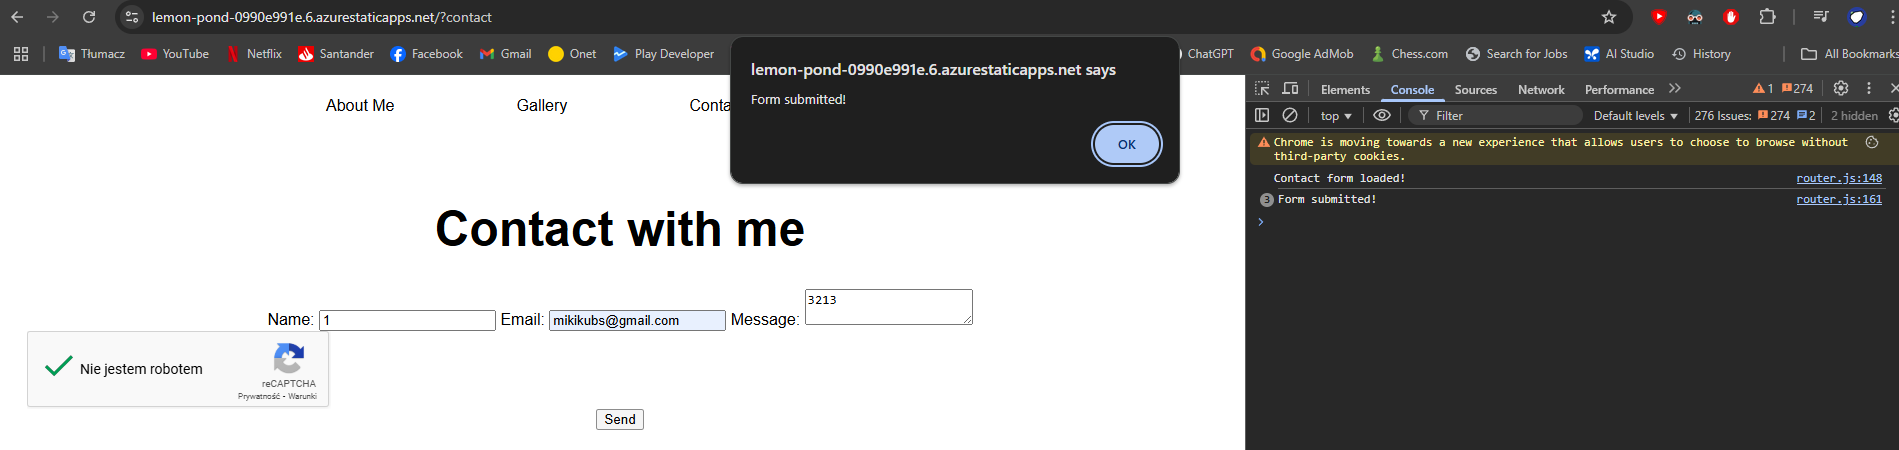 lemon-pond-0990e991e.6.azurestaticapps.net/?contact
Tłumacz YouTube Netflix Santander Facebook Gmail Onet Play Developer ChatGPT Google AdMob Chess.com Search for Jobs AI Studio History All Bookmarks
lemon-pond-0990e991e.6.azurestaticapps.net says
Form submitted!
OK
About Me Gallery Conta
Contact with me
Name: 1 Email: mikikubs@gmail.com Message: 3213
Nie jestem robotem
reCAPTCHA
Prywatność - Warunki
Send
Elements Console Sources Network Performance 1 274
top Filter Default levels 276 Issues: 274 2 2 hidden
Chrome is moving towards a new experience that allows users to choose to browse without
third-party cookies.
Contact form loaded! router.js:148
3 Form submitted! router.js:161